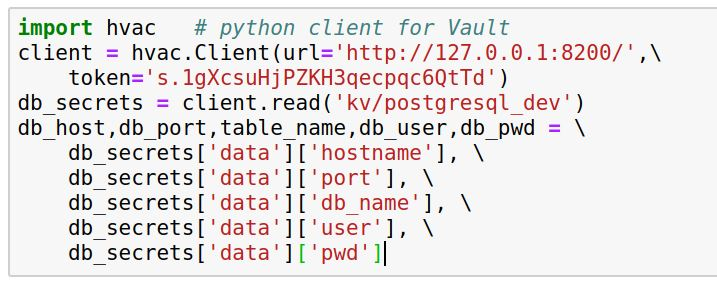 import hvac   # python client for Vault
client = hvac.Client(url='http://127.0.0.1:8200/',\
    token='s.1gXcsuHjPZKH3qecpqc6QtTd')
db_secrets = client.read('kv/postgresql_dev')
db_host,db_port,table_name,db_user,db_pwd = \
    db_secrets['data']['hostname'], \
    db_secrets['data']['port'], \
    db_secrets['data']['db_name'], \
    db_secrets['data']['user'], \
    db_secrets['data']['pwd']